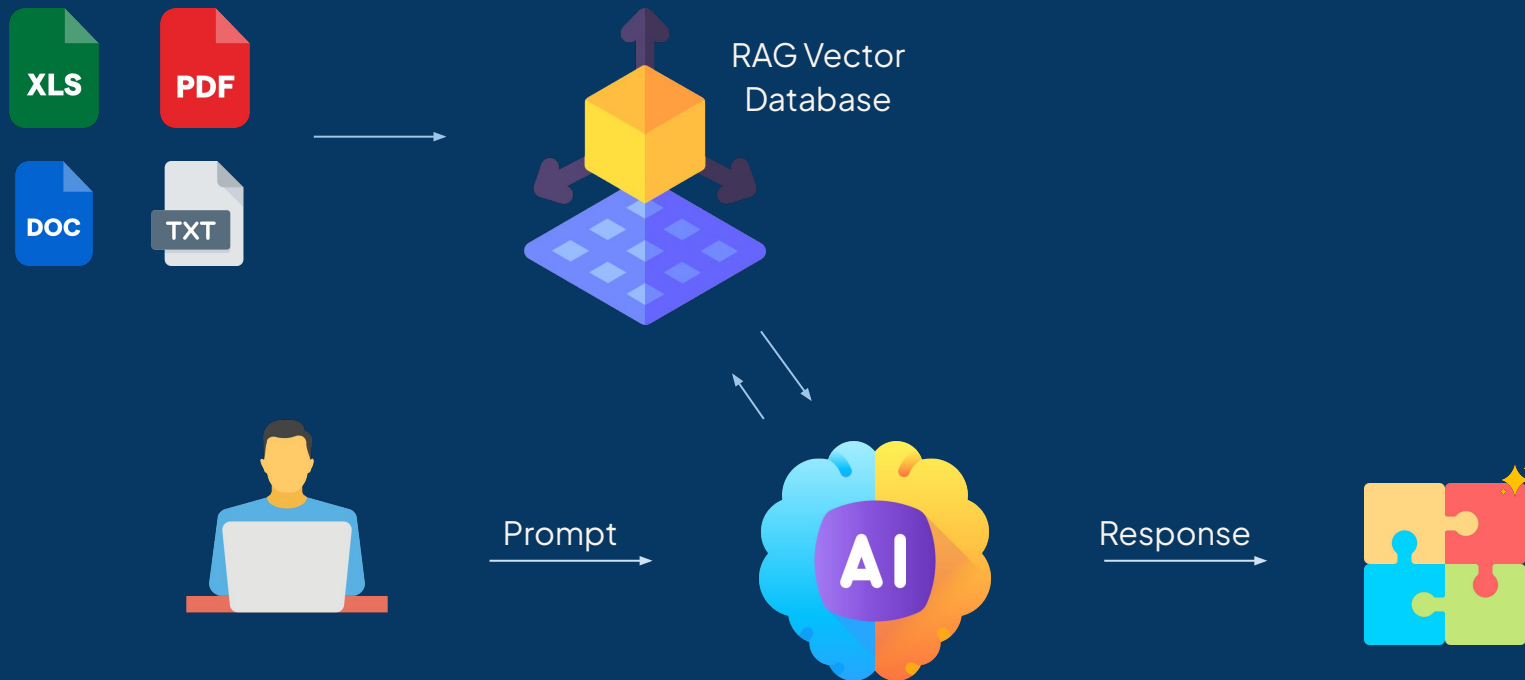 XLS
PDF
DOC
TXT
RAG Vector
Database
Prompt
AI
Response